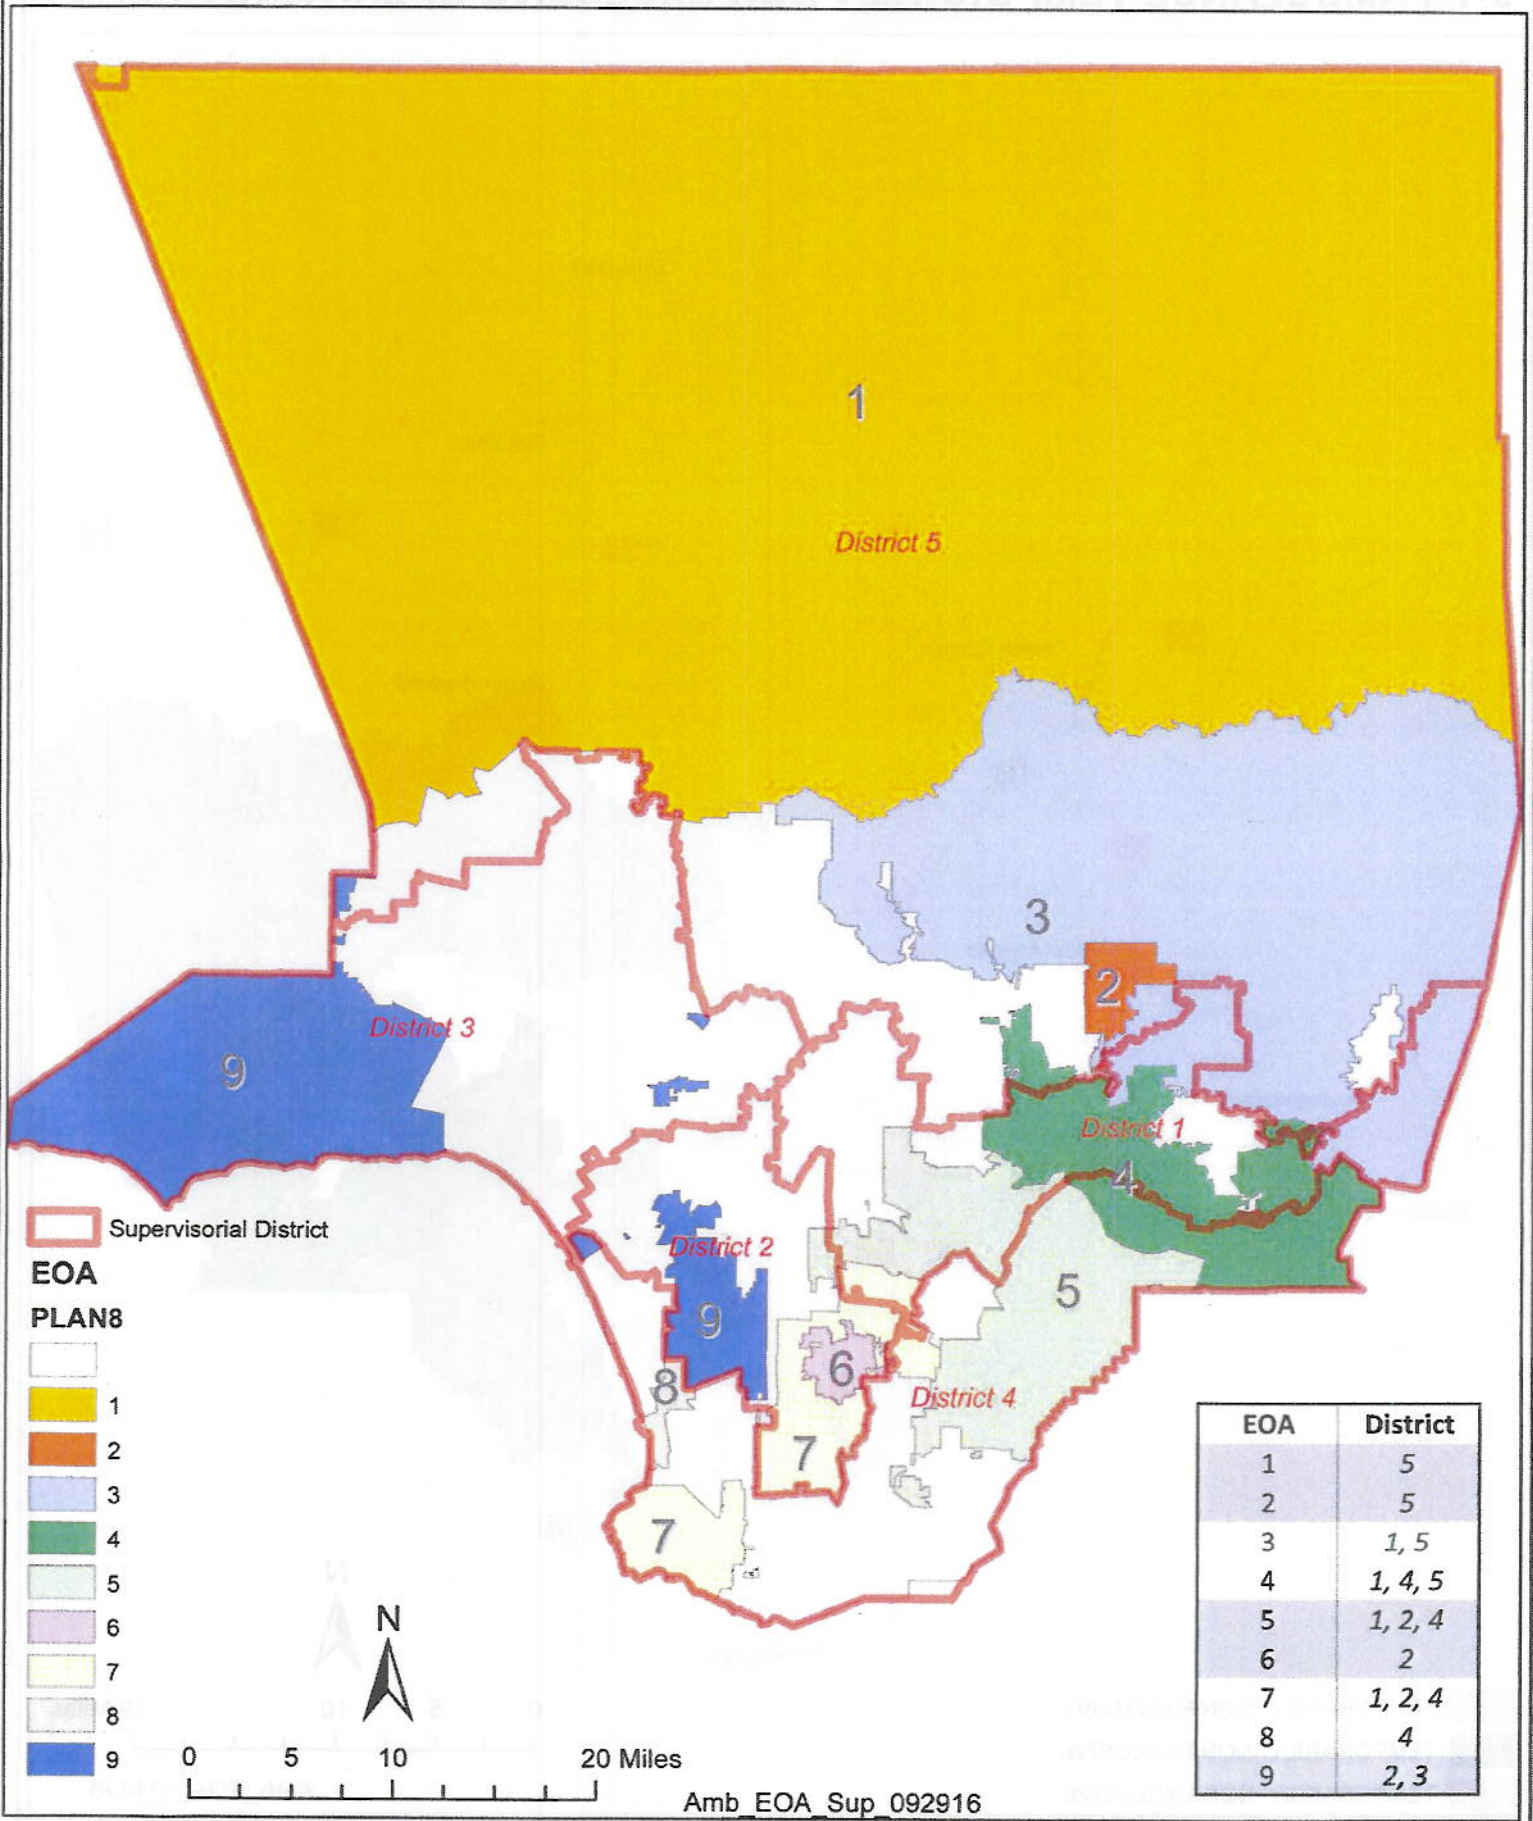 1
District 5
3
2
District 3
9
District 1
4
District 2
5
9
6
8
District 4
7
7
Supervisorial District
EOA
PLAN8
1
2
3
4
5
6
7
8
9
N
0 5 10 20 Miles
Amb_EOA_Sup_092916
EOA District
1 5
2 5
3 1, 5
4 1, 4, 5
5 1, 2, 4
6 2
7 1, 2, 4
8 4
9 2, 3